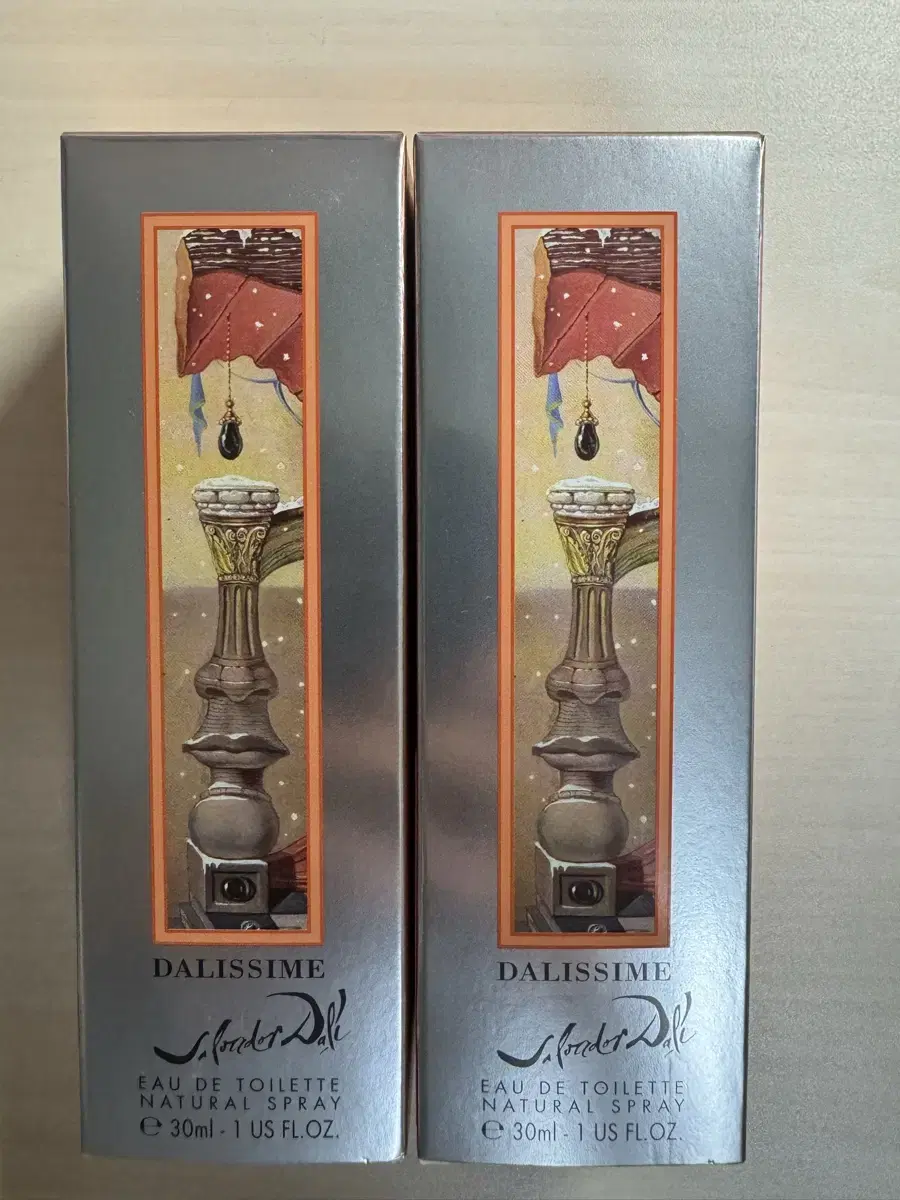 DALISSIME
Salvador Dalí
EAU DE TOILETTE
NATURAL SPRAY
℮ 30ml - 1 US FL.OZ.
DALISSIME
Salvador Dalí
EAU DE TOILETTE
NATURAL SPRAY
℮ 30ml - 1 US FL.OZ.